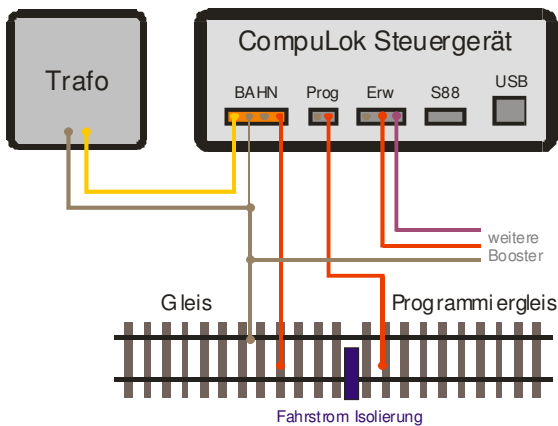 CompuLok Steuergerät
Trafo
BAHN Prog Erw S88 USB
weitere
Booster
Gleis Programmiergleis
Fahrstrom Isolierung